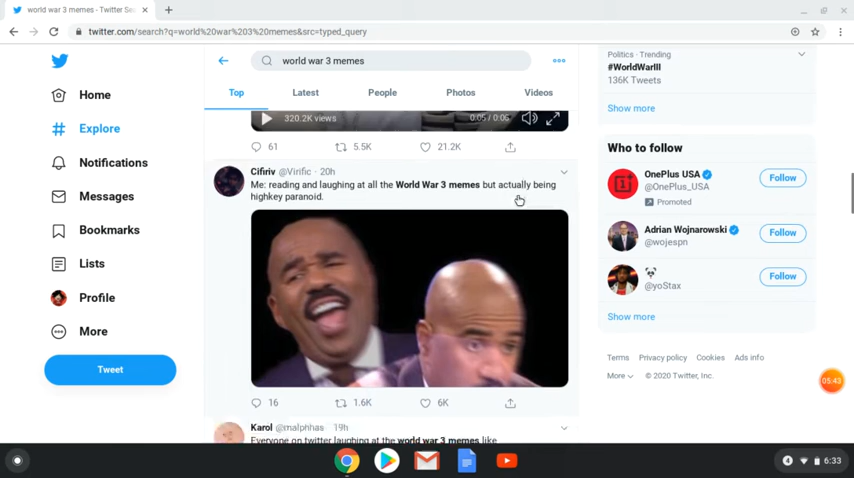 world war 3 memes - Twitter Se
twitter.com/search?q=world%20war%203%20memes&src=typed_query
Home
Explore
Notifications
Messages
Bookmarks
Lists
Profile
More
Tweet
world war 3 memes
Top
Latest
People
Photos
Videos
320.2K views
0:05 / 0:05
61
5.5K
21.2K
Cifiriv @Virific · 20h
Me: reading and laughing at all the World War 3 memes but actually being
highkey paranoid.
16
1.6K
6K
Karol @malphhas · 19h
Everyone on twitter laughing at the world war 3 memes like
Politics · Trending
#WorldWarIII
136K Tweets
Show more
Who to follow
OnePlus USA
@OnePlus_USA
Promoted
Follow
Adrian Wojnarowski
@wojespn
Follow
@yoStax
Follow
Show more
Terms Privacy policy Cookies Ads info
More © 2020 Twitter, Inc.
05:43
4
6:33